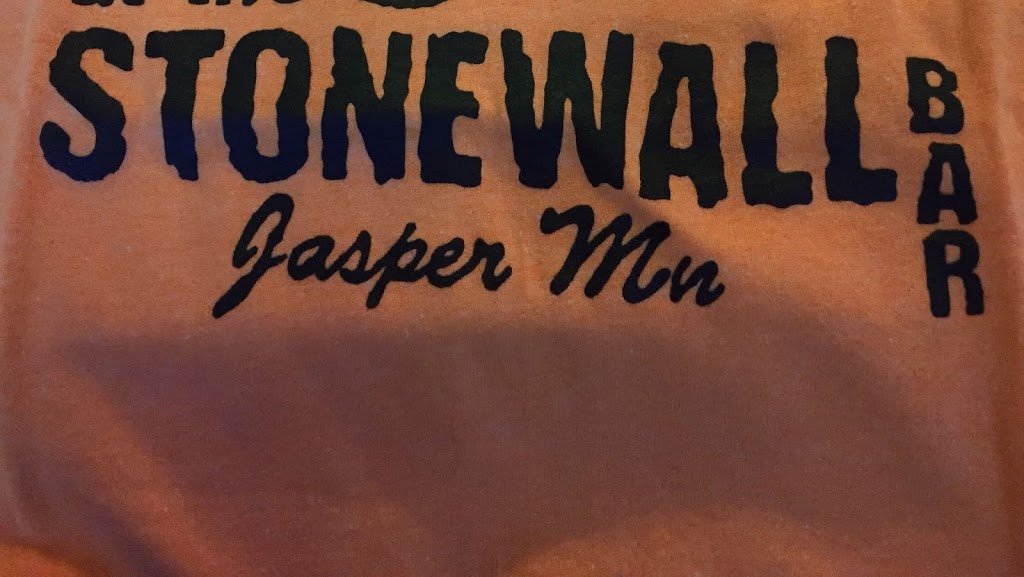 STONEWALL
BAR
Jasper Mn